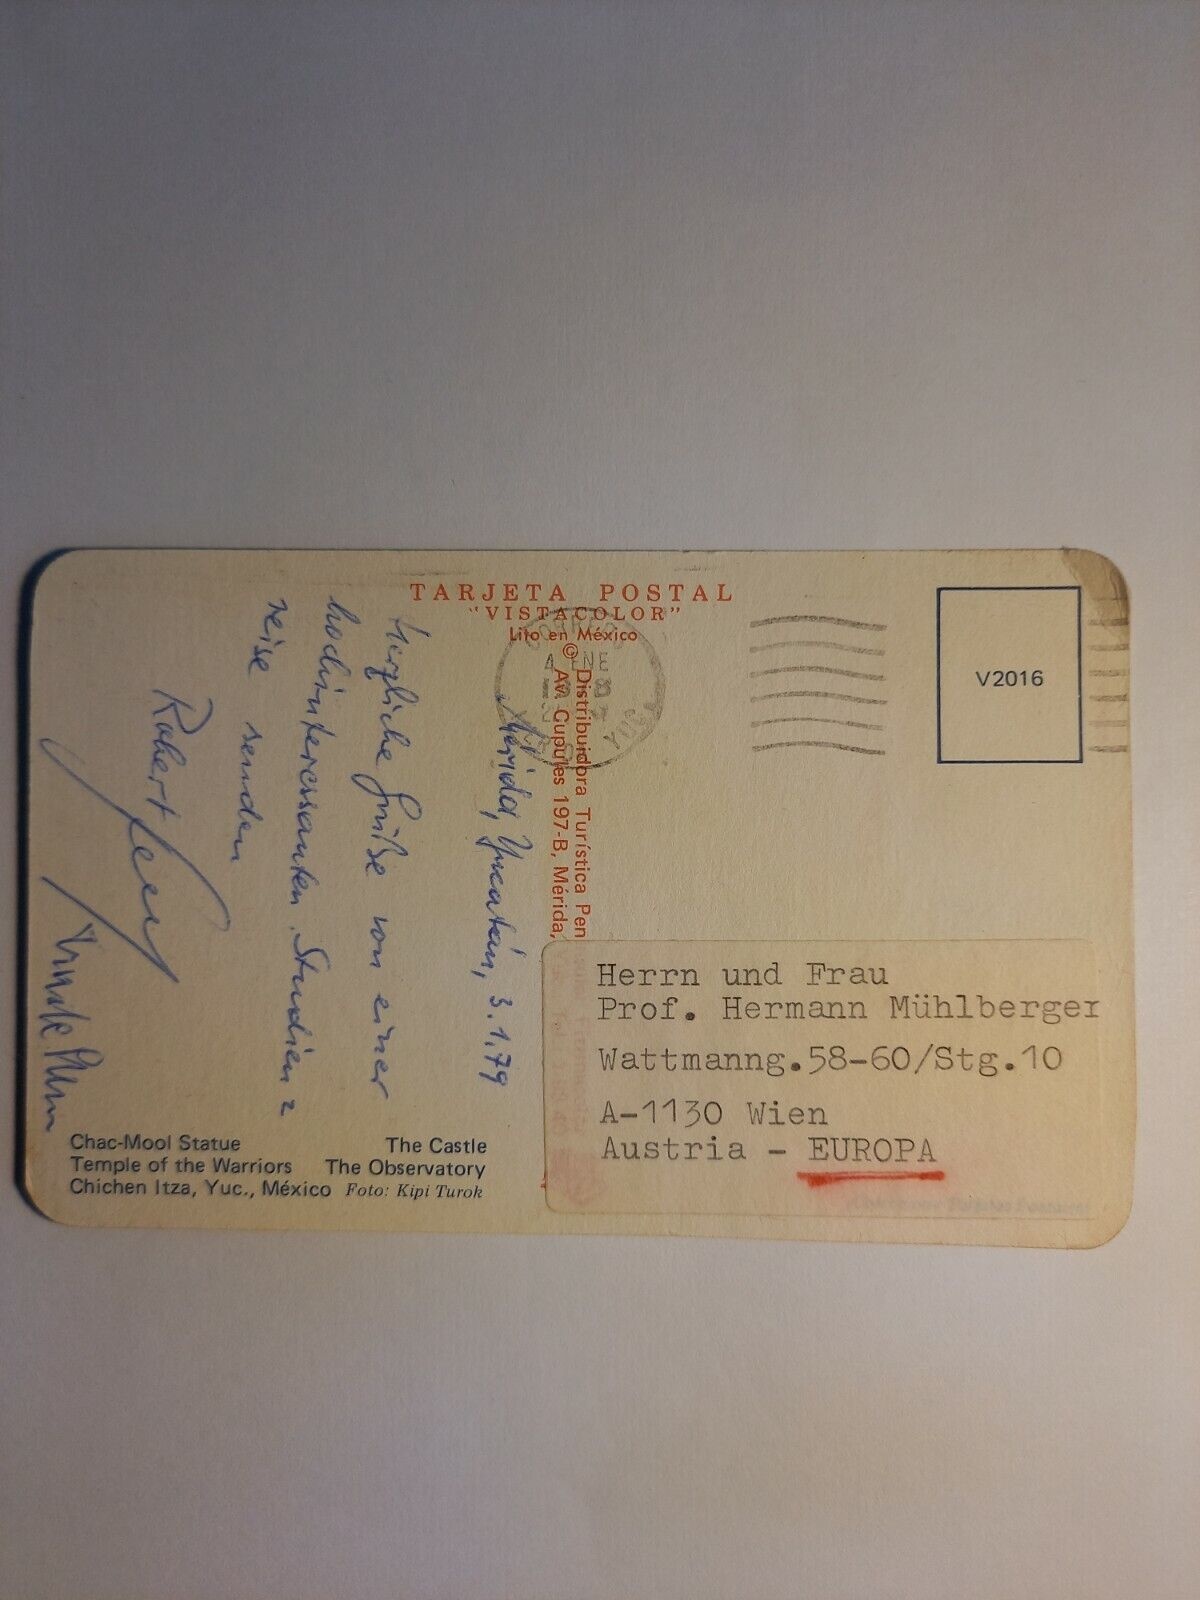 TARJETA POSTAL
"VISTACOLOR"
Lito en México
© Distribuidora Turística Pen
Av. Cupules 197-B, Mérida,
CORREOS
4 ENE
V2016
Mérida, Yucatán, 3.1.79
Herzliche Grüße von einer
hochinteressanten Studien=
reise senden
Robert
Herrn und Frau
Prof. Hermann Mühlberger
Wattmanng.58-60/Stg.10
A-1130 Wien
Austria - EUROPA
Chac-Mool Statue The Castle
Temple of the Warriors The Observatory
Chichen Itza, Yuc., México Foto: Kipi Turok